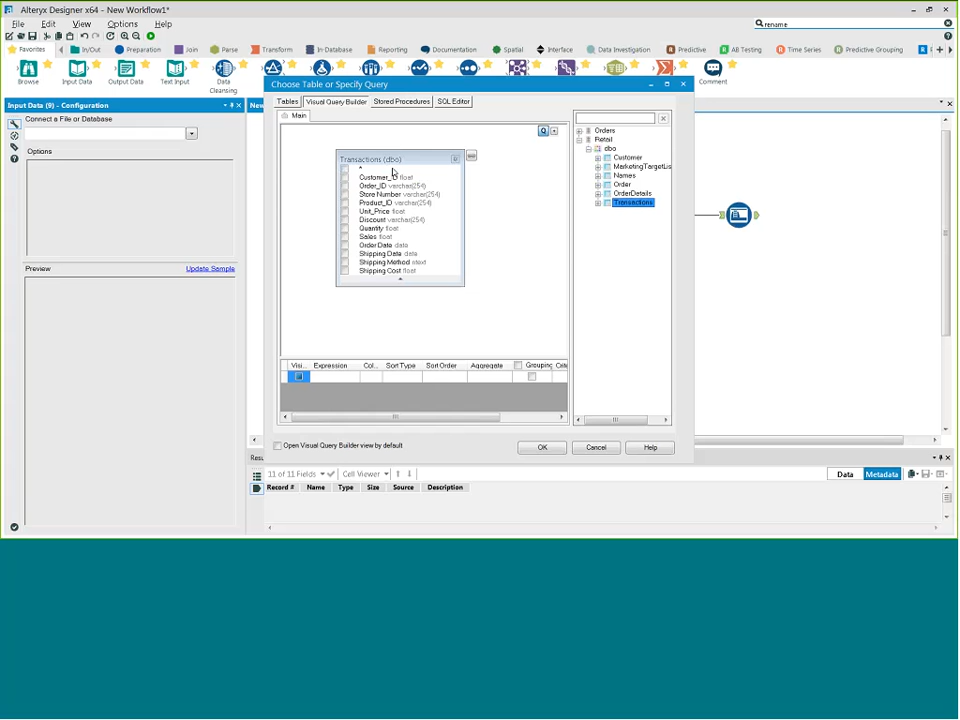 Alteryx Designer x64 - New Workflow1*
File Edit View Options Help
rename
Favorites In/Out Preparation Join Parse Transform In-Database Reporting Documentation Spatial Interface Data Investigation Predictive AB Testing Time Series Predictive Grouping
Browse Input Data Output Data Text Input Data Cleansing Comment
Input Data (9) - Configuration
Connect a File or Database
Options
Preview Update Sample
Choose Table or Specify Query
Tables Visual Query Builder Stored Procedures SQL Editor
Main
Transactions (dbo)
*
Customer_ID float
Order_ID varchar(254)
Store Number varchar(254)
Product_ID varchar(254)
Unit_Price float
Discount varchar(254)
Quantity float
Sales float
Order Date date
Shipping Date date
Shipping Method ntext
Shipping Cost float
Orders
Retail
dbo
Customer
MarketingTargetLis
Names
Order
OrderDetails
Transactions
Visi... Expression Col... Sort Type Sort Order Aggregate Grouping Crite
Open Visual Query Builder view by default
OK Cancel Help
Resu
11 of 11 Fields Cell Viewer Data Metadata
Record # Name Type Size Source Description